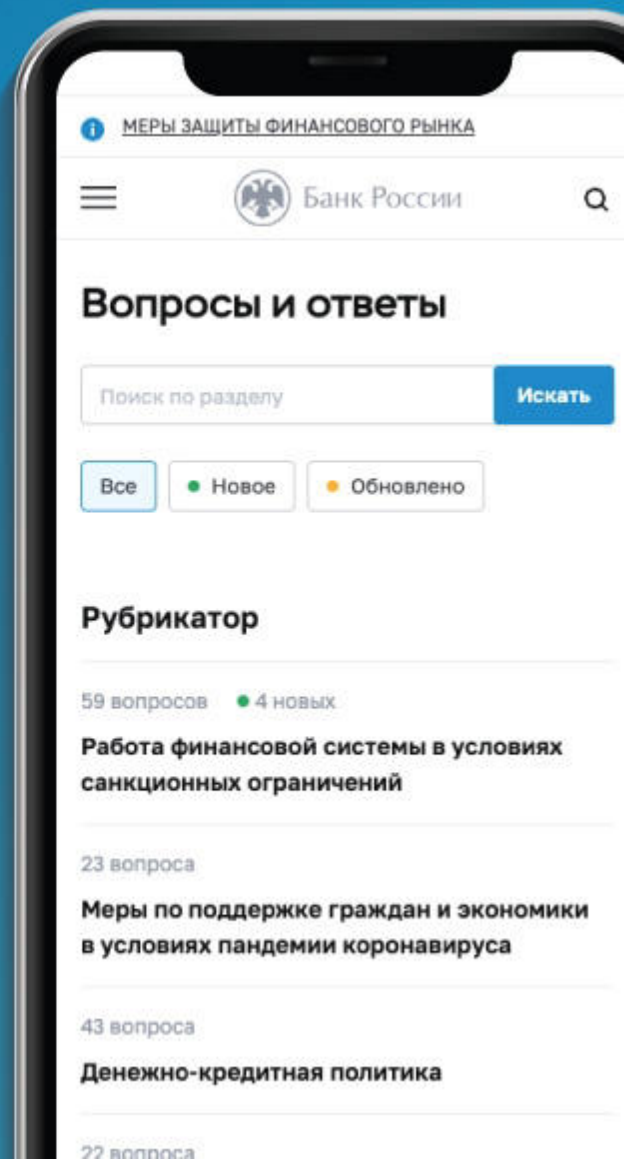 МЕРЫ ЗАЩИТЫ ФИНАНСОВОГО РЫНКА
Банк России
Вопросы и ответы
Поиск по разделу
Искать
Все
Новое
Обновлено
Рубрикатор
59 вопросов 4 новых
Работа финансовой системы в условиях
санкционных ограничений
23 вопроса
Меры по поддержке граждан и экономики
в условиях пандемии коронавируса
43 вопроса
Денежно-кредитная политика
22 вопроса